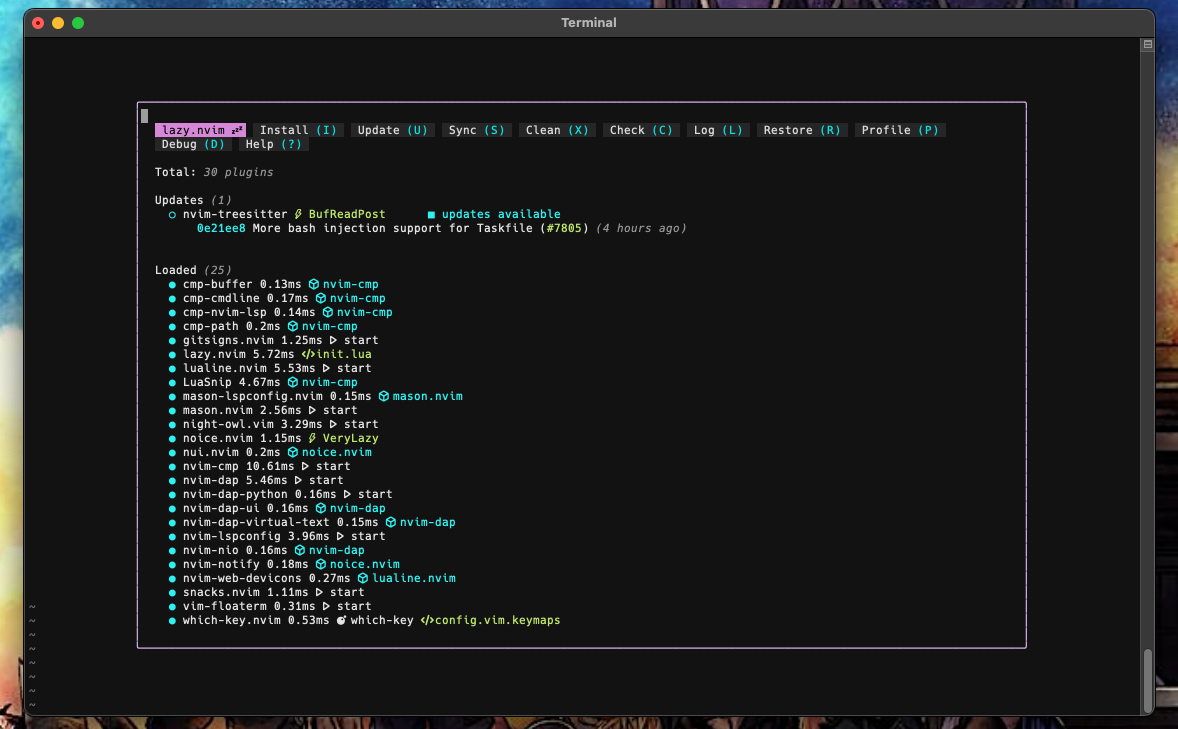 Terminal
lazy.nvim 💤 Install (I) Update (U) Sync (S) Clean (X) Check (C) Log (L) Restore (R) Profile (P)
Debug (D) Help (?)
Total: 30 plugins
Updates (1)
○ nvim-treesitter BufReadPost ■ updates available
0e21ee8 More bash injection support for Taskfile (#7805) (4 hours ago)
Loaded (25)
● cmp-buffer 0.13ms nvim-cmp
● cmp-cmdline 0.17ms nvim-cmp
● cmp-nvim-lsp 0.14ms nvim-cmp
● cmp-path 0.2ms nvim-cmp
● gitsigns.nvim 1.25ms ▷ start
● lazy.nvim 5.72ms </>init.lua
● lualine.nvim 5.53ms ▷ start
● LuaSnip 4.67ms nvim-cmp
● mason-lspconfig.nvim 0.15ms mason.nvim
● mason.nvim 2.56ms ▷ start
● night-owl.vim 3.29ms ▷ start
● noice.nvim 1.15ms VeryLazy
● nui.nvim 0.2ms noice.nvim
● nvim-cmp 10.61ms ▷ start
● nvim-dap 5.46ms ▷ start
● nvim-dap-python 0.16ms ▷ start
● nvim-dap-ui 0.16ms nvim-dap
● nvim-dap-virtual-text 0.15ms nvim-dap
● nvim-lspconfig 3.96ms ▷ start
● nvim-nio 0.16ms nvim-dap
● nvim-notify 0.18ms noice.nvim
● nvim-web-devicons 0.27ms lualine.nvim
● snacks.nvim 1.11ms ▷ start
● vim-floaterm 0.31ms ▷ start
● which-key.nvim 0.53ms which-key </>config.vim.keymaps
~
~
~
~
~
~
~
~